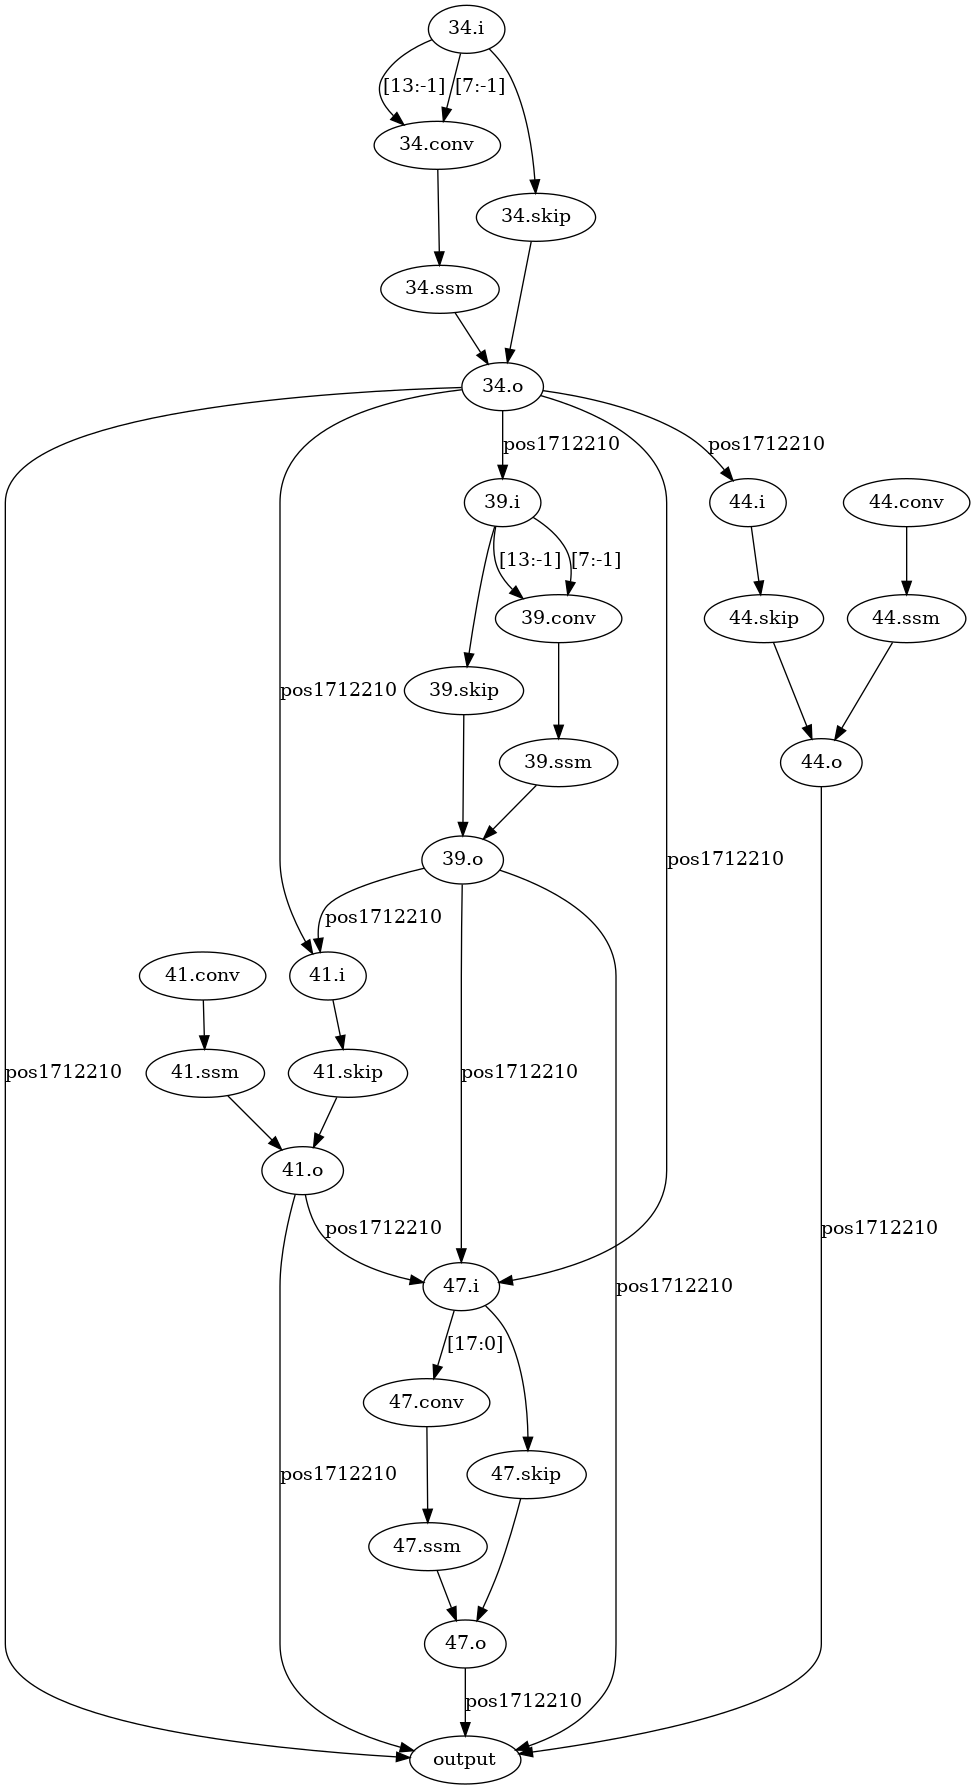 34.i
[13:-1] [7:-1]
34.conv
34.skip
34.ssm
34.o
pos1712210 pos1712210
39.i 44.i 44.conv
[13:-1] [7:-1]
39.conv 44.skip 44.ssm
pos1712210 39.skip
39.ssm 44.o
39.o pos1712210
pos1712210
41.conv 41.i
pos1712210 41.ssm 41.skip pos1712210
41.o
pos1712210 pos1712210
47.i pos1712210
[17:0]
47.conv
pos1712210 47.skip
47.ssm
47.o
pos1712210
output